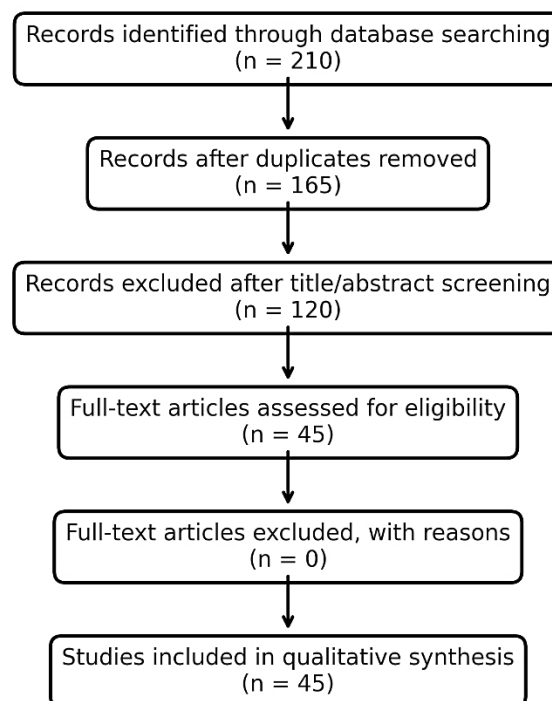 Records identified through database searching
(n = 210)
Records after duplicates removed
(n = 165)
Records excluded after title/abstract screening
(n = 120)
Full-text articles assessed for eligibility
(n = 45)
Full-text articles excluded, with reasons
(n = 0)
Studies included in qualitative synthesis
(n = 45)